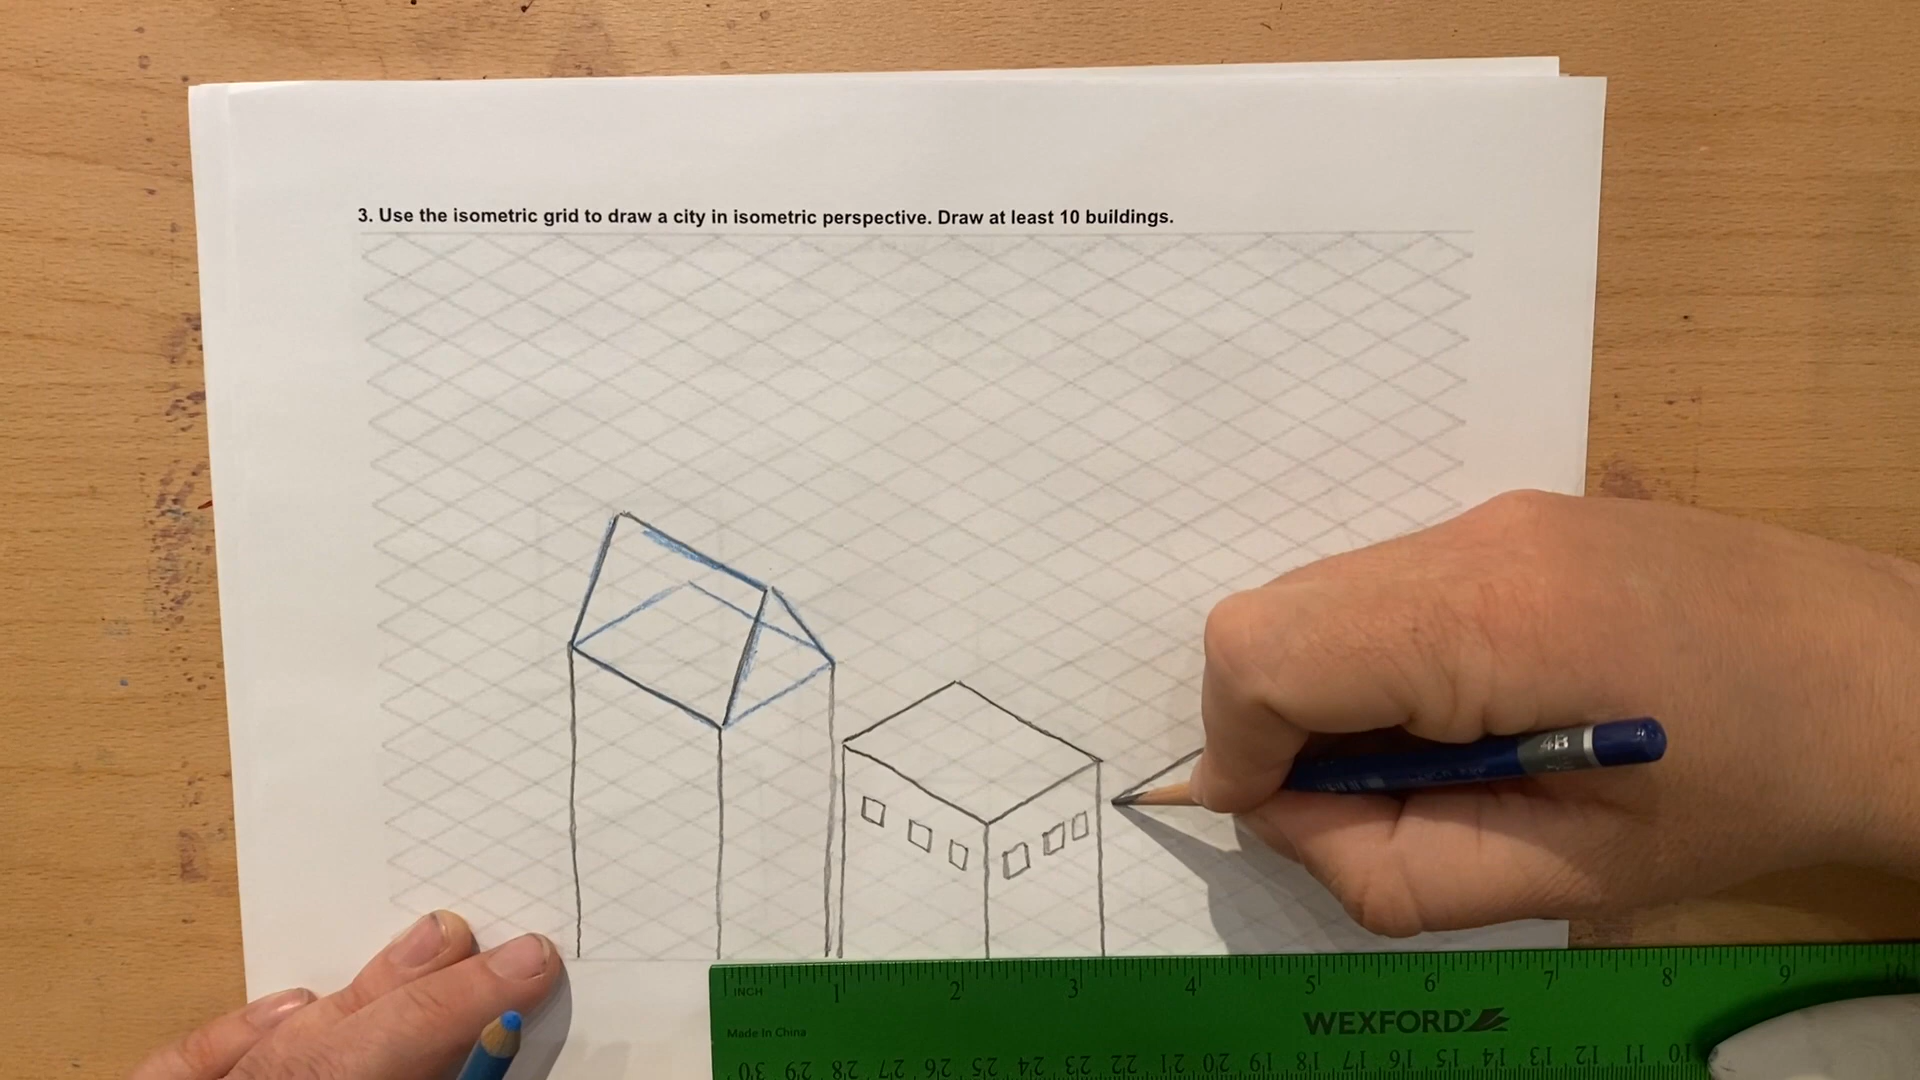 3. Use the isometric grid to draw a city in isometric perspective. Draw at least 10 buildings.
INCH 1 2 3 4 5 6 7 8 9 10
WEXFORD
Made In China
30 29 28 27 26 25 24 23 22 21 20 19 18 17 16 15 14 13 12 11 10